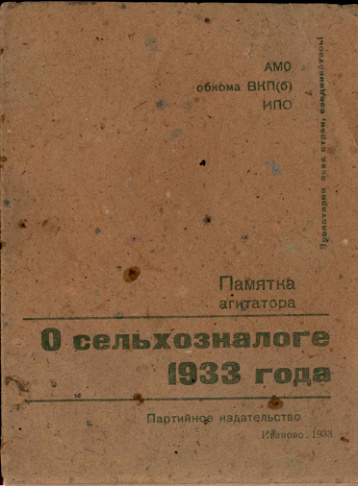 АМО
обкома ВКП(б)
ИПО
Пролетарии всех стран, соединяйтесь!
Памятка
агитатора
О сельхозналоге
1933 года
Партийное издательство
Иваново. 1933